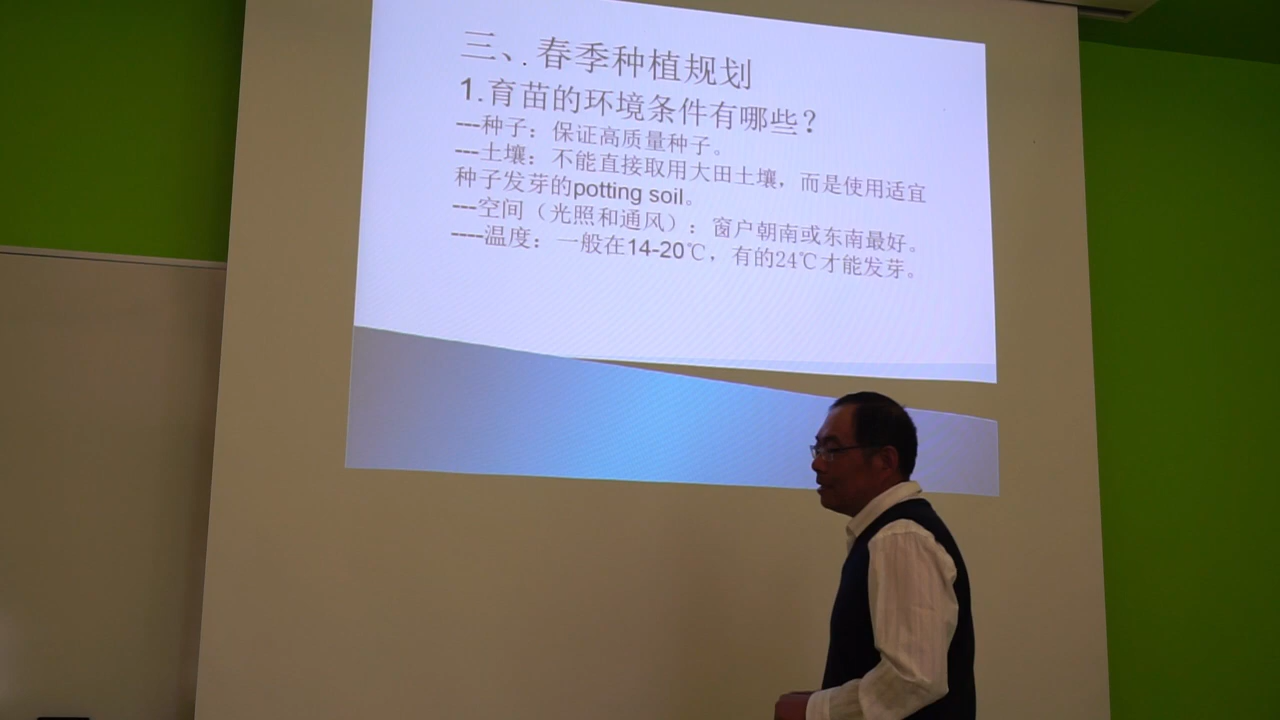 三、. 春季种植规划
1.育苗的环境条件有哪些？
---种子：保证高质量种子。
---土壤：不能直接取用大田土壤，而是使用适宜
种子发芽的potting soil。
---空间（光照和通风）：窗户朝南或东南最好。
----温度：一般在14-20℃，有的24℃才能发芽。